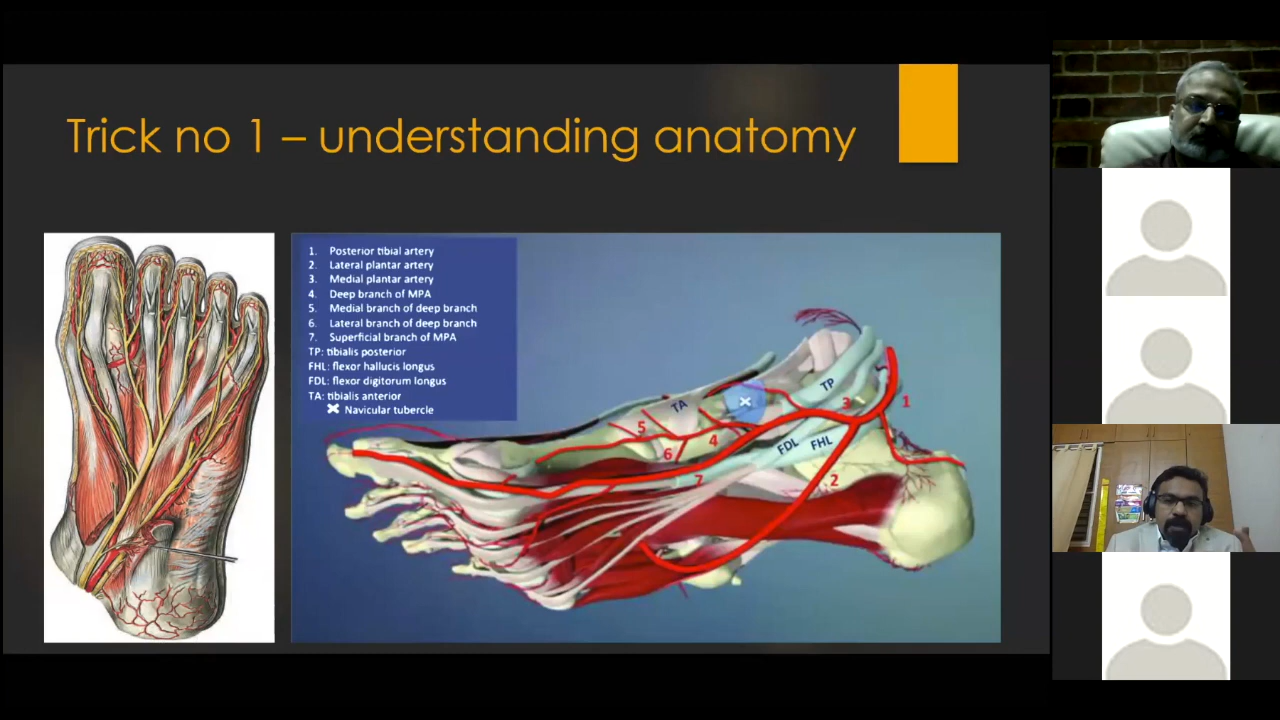 Trick no 1 – understanding anatomy
1. Posterior tibial artery
2. Lateral plantar artery
3. Medial plantar artery
4. Deep branch of MPA
5. Medial branch of deep branch
6. Lateral branch of deep branch
7. Superficial branch of MPA
TP: tibialis posterior
FHL: flexor hallucis longus
FDL: flexor digitorum longus
TA: tibialis anterior
✖ Navicular tubercle
TP
3
1
TA
5
4
FDL
FHL
6
7
2